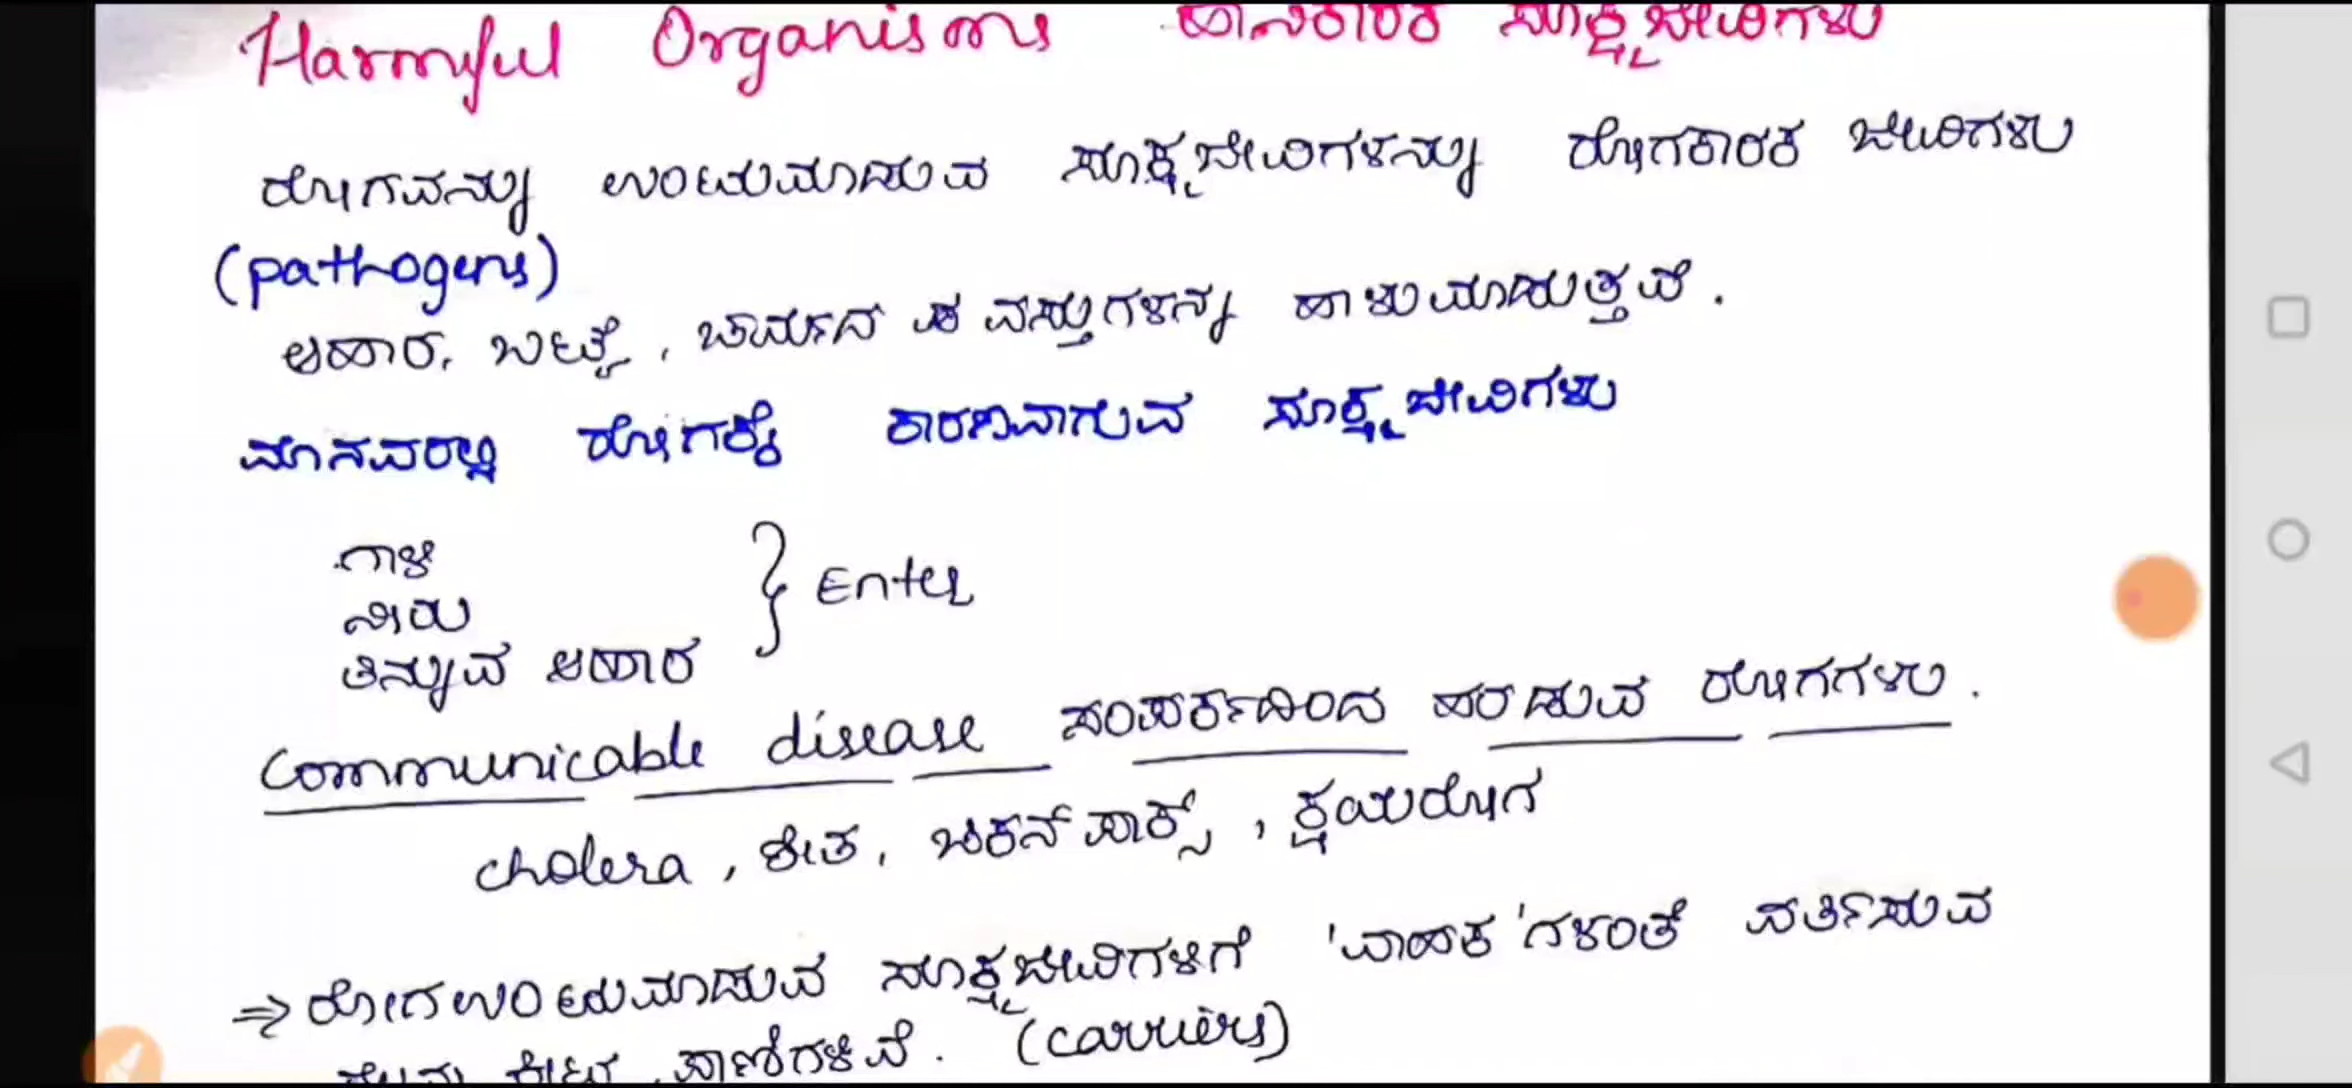 Harmful Organisms ಹಾನಿಕಾರಕ ಸೂಕ್ಷ್ಮಜೀವಿಗಳು
ರೋಗವನ್ನು ಉಂಟುಮಾಡುವ ಸೂಕ್ಷ್ಮಜೀವಿಗಳನ್ನು ರೋಗಕಾರಕ ಜೀವಿಗಳು
(pathogens)
ಆಹಾರ, ಬಟ್ಟೆ, ಚರ್ಮದ ವಸ್ತುಗಳನ್ನು ಹಾಳುಮಾಡುತ್ತವೆ.
ಮಾನವರಲ್ಲಿ ರೋಗಕ್ಕೆ ಕಾರಣವಾಗುವ ಸೂಕ್ಷ್ಮಜೀವಿಗಳು
ಗಾಳಿ
ನೀರು
ತಿನ್ನುವ ಆಹಾರ } Enter
Communicable disease ಸಂಪರ್ಕದಿಂದ ಹರಡುವ ರೋಗಗಳು.
cholera, ಶೀತ, ಚಿಕನ್ ಪಾಕ್ಸ್, ಕ್ಷಯರೋಗ
⇒ ರೋಗ ಉಂಟುಮಾಡುವ ಸೂಕ್ಷ್ಮಜೀವಿಗಳಿಗೆ 'ವಾಹಕ'ಗಳಂತೆ ವರ್ತಿಸುವ
ಕೀಟ, ಪ್ರಾಣಿಗಳಿವೆ. (carriers)